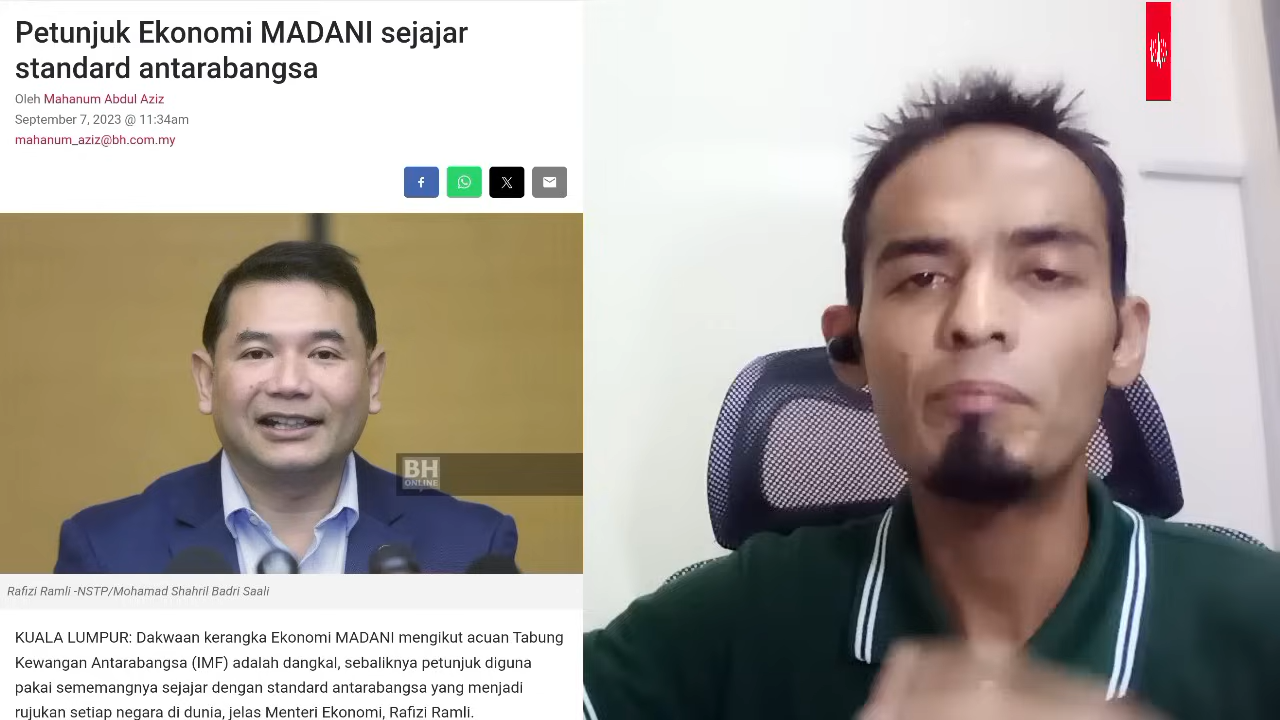 Petunjuk Ekonomi MADANI sejajar
standard antarabangsa
Oleh Mahanum Abdul Aziz
September 7, 2023 @ 11:34am
mahanum_aziz@bh.com.my
BH
ONLINE
Rafizi Ramli -NSTP/Mohamad Shahril Badri Saali
KUALA LUMPUR: Dakwaan kerangka Ekonomi MADANI mengikut acuan Tabung
Kewangan Antarabangsa (IMF) adalah dangkal, sebaliknya petunjuk diguna
pakai sememangnya sejajar dengan standard antarabangsa yang menjadi
rujukan setiap negara di dunia, jelas Menteri Ekonomi, Rafizi Ramli.